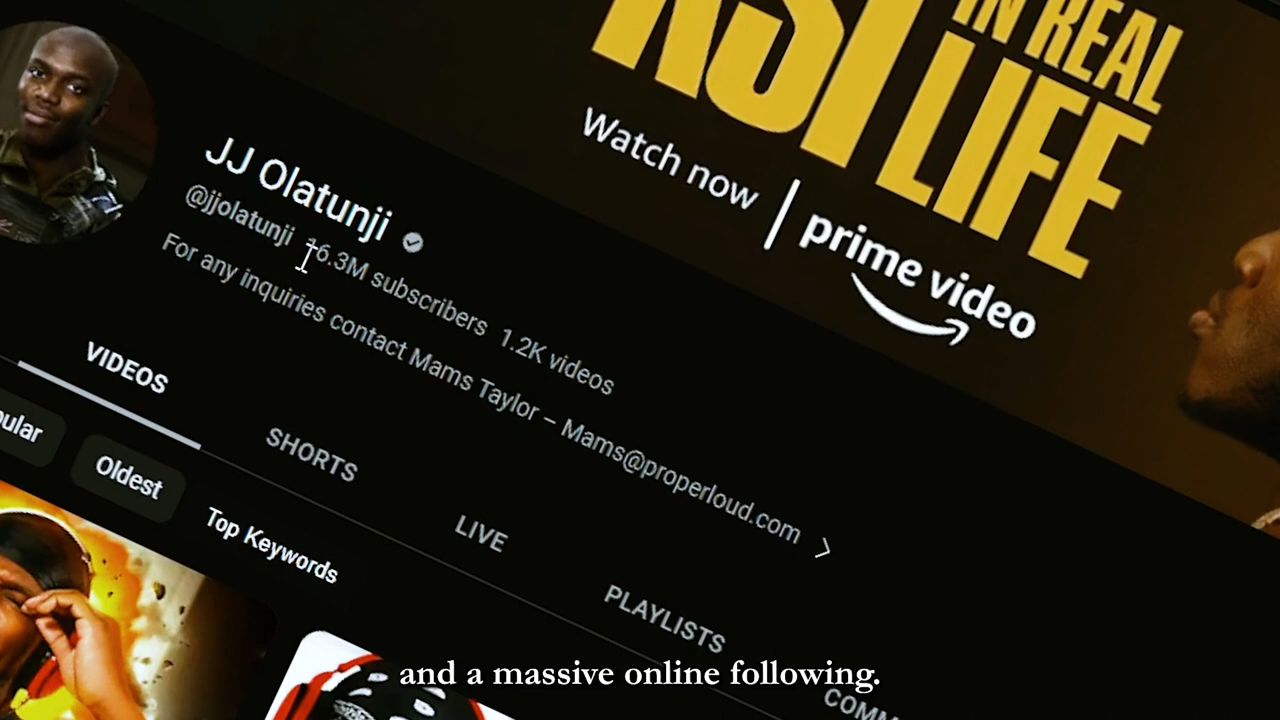 KSI
IN REAL
LIFE
Watch now
prime video
JJ Olatunji
@jjolatunji 16.3M subscribers 1.2K videos
For any inquiries contact Mams Taylor – Mams@properloud.com
VIDEOS
SHORTS
LIVE
PLAYLISTS
Oldest
Top Keywords
and a massive online following.